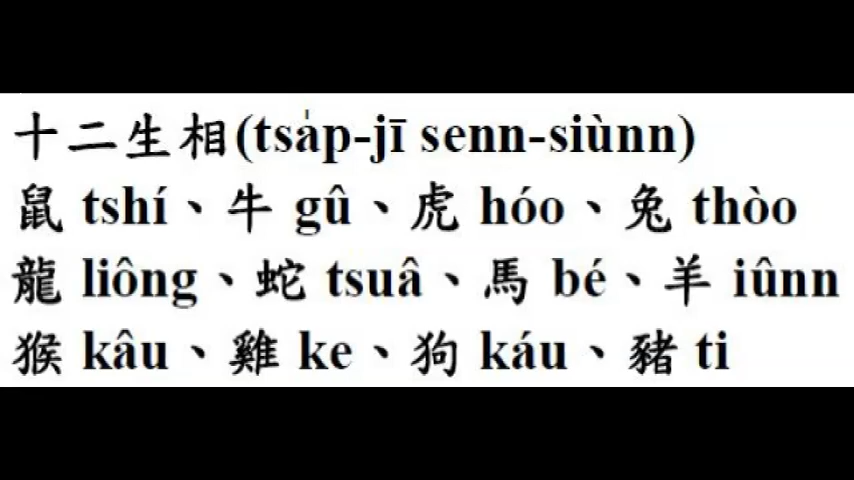 十二生相(tsa̍p-jī senn-siùnn)
鼠 tshí、牛 gû、虎 hóo、兔 thòo
龍 liông、蛇 tsuâ、馬 bé、羊 iûnn
猴 kâu、雞 ke、狗 káu、豬 ti